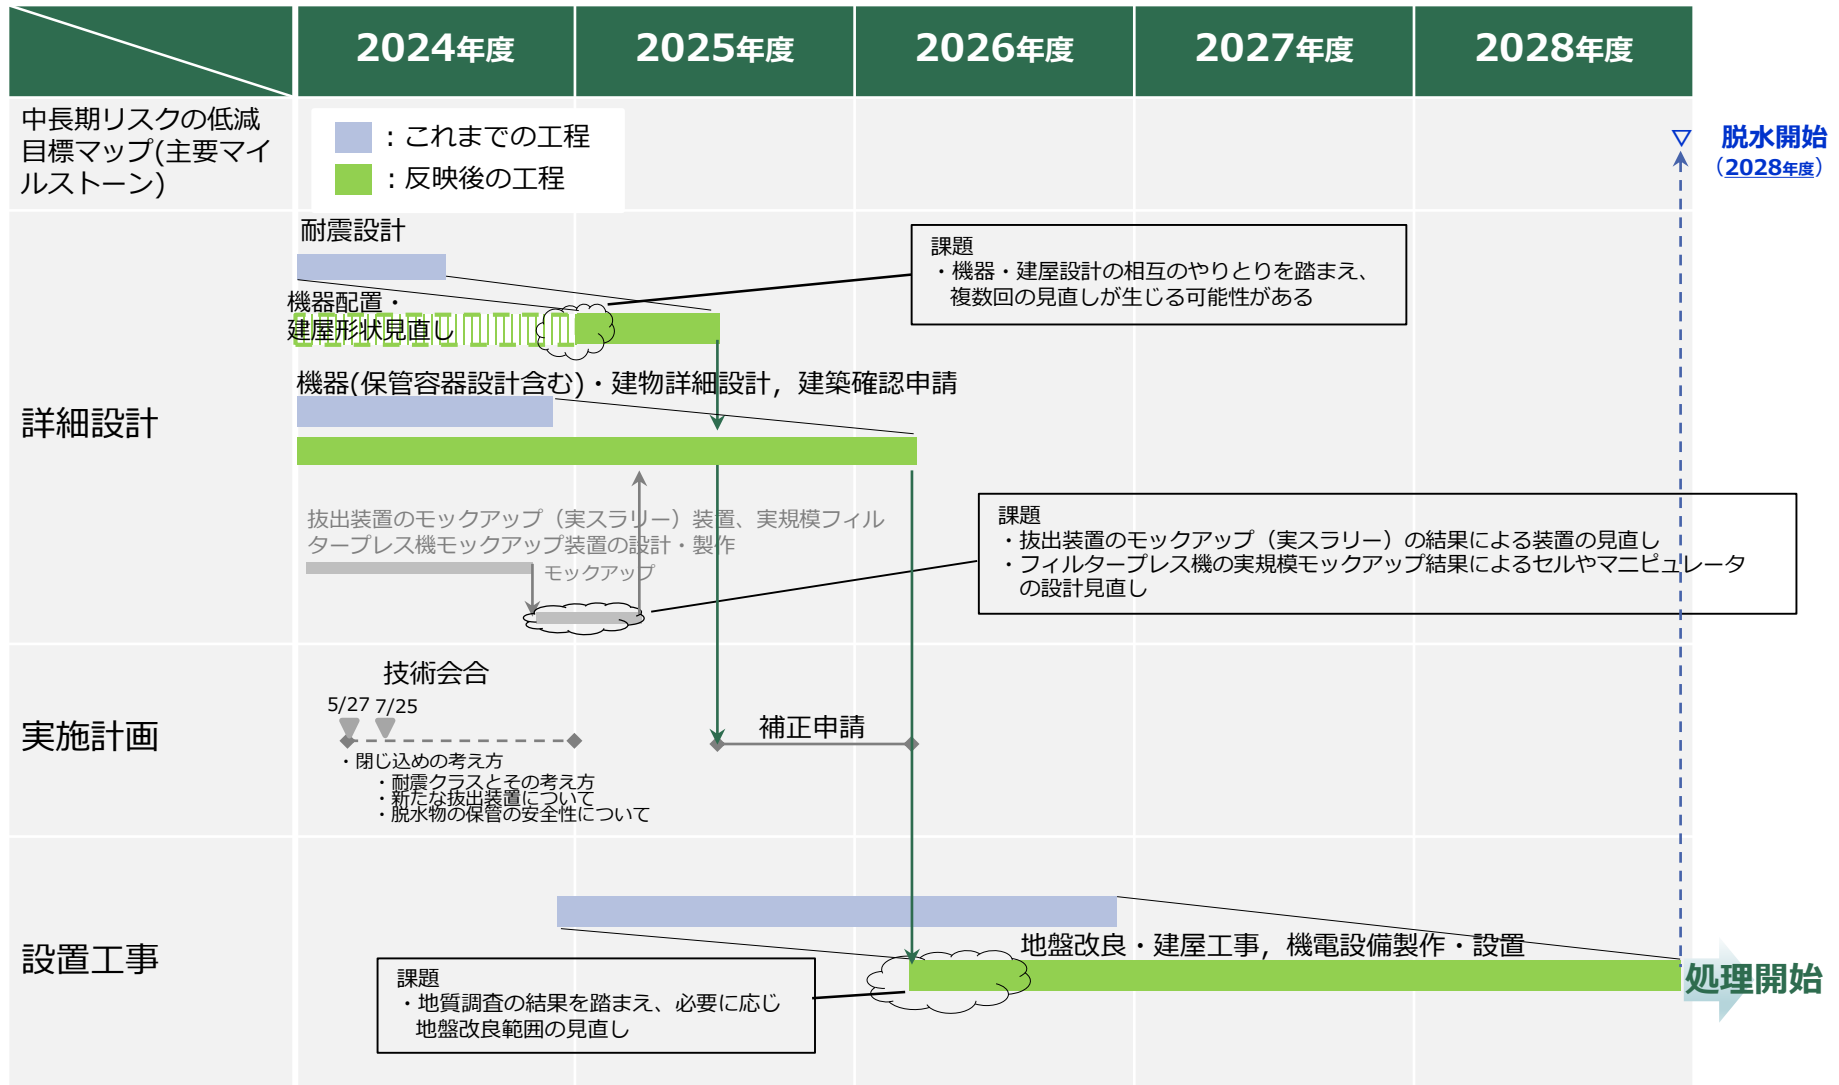 2024年度
2025年度
2026年度
2027年度
2028年度
中長期リスクの低減
目標マップ(主要マイ
ルストーン)
：これまでの工程
：反映後の工程
脱水開始
（2028年度）
詳細設計
耐震設計
機器配置・
建屋形状見直し
課題
・機器・建屋設計の相互のやりとりを踏まえ、
複数回の見直しが生じる可能性がある
機器(保管容器設計含む)・建物詳細設計，建築確認申請
抜出装置のモックアップ（実スラリー）装置、実規模フィル
タープレス機モックアップ装置の設計・製作
モックアップ
課題
・抜出装置のモックアップ（実スラリー）の結果による装置の見直し
・フィルタープレス機の実規模モックアップ結果によるセルやマニピュレータ
の設計見直し
実施計画
技術会合
5/27 7/25
・閉じ込めの考え方
・耐震クラスとその考え方
・新たな抜出装置について
・脱水物の保管の安全性について
補正申請
設置工事
地盤改良・建屋工事，機電設備製作・設置
処理開始
課題
・地質調査の結果を踏まえ、必要に応じ
地盤改良範囲の見直し